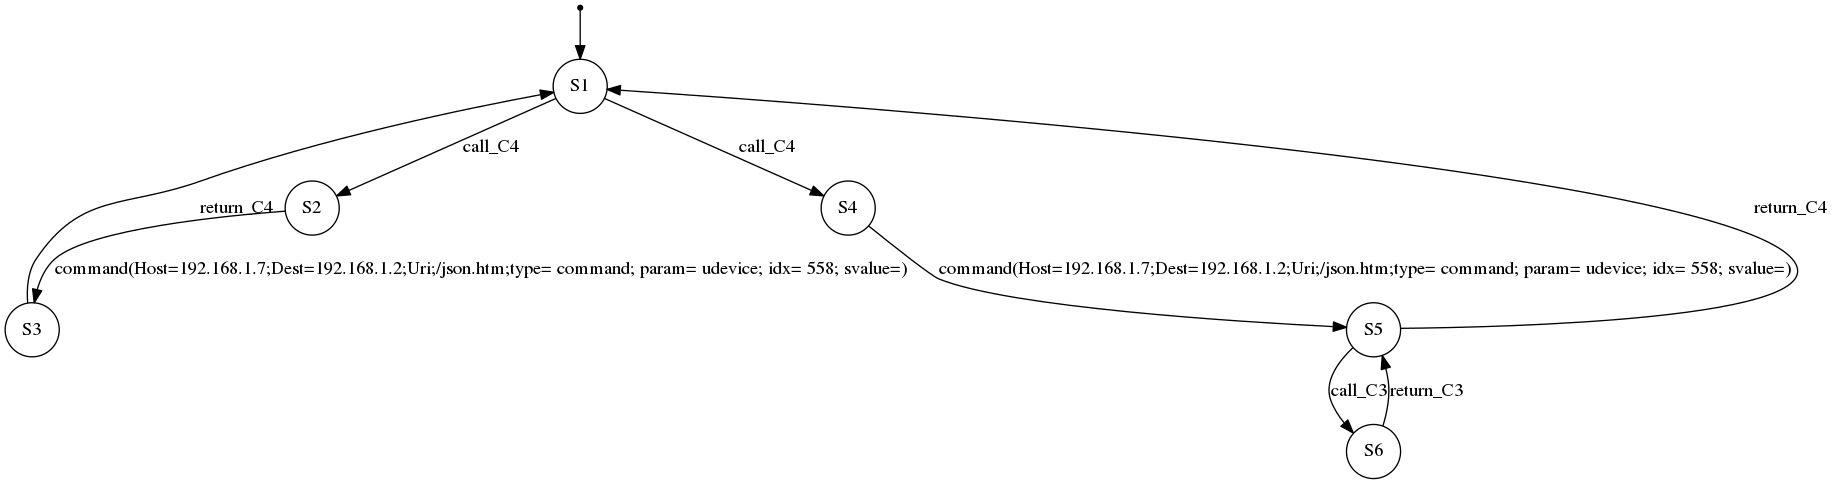 S1
call_C4
call_C4
return_C4
S2
S4
return_C4
command(Host=192.168.1.7;Dest=192.168.1.2;Uri;/json.htm;type= command; param= udevice; idx= 558; svalue=)
command(Host=192.168.1.7;Dest=192.168.1.2;Uri;/json.htm;type= command; param= udevice; idx= 558; svalue=)
S3
S5
call_C3
return_C3
S6